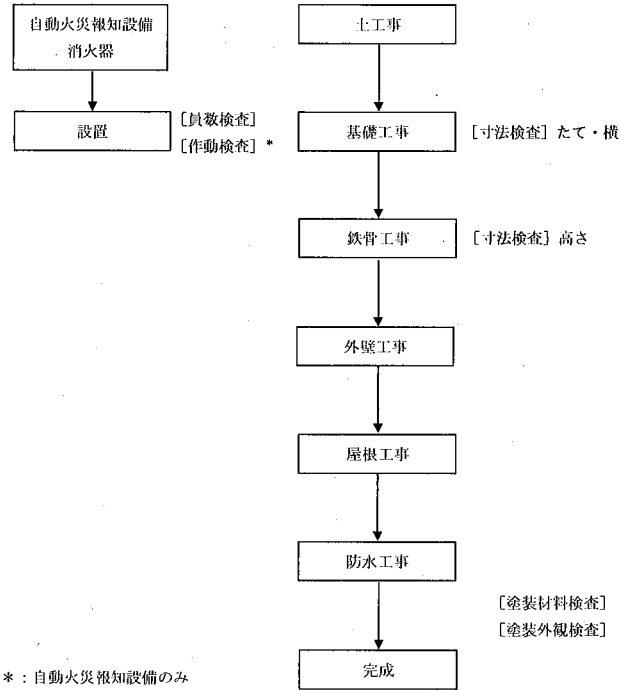 自動火災報知設備
消火器
設置
[員数検査]
[作動検査] *
土工事
基礎工事
[寸法検査] たて・横
鉄骨工事
[寸法検査] 高さ
外壁工事
屋根工事
防水工事
[塗装材料検査]
[塗装外観検査]
完成
*:自動火災報知設備のみ